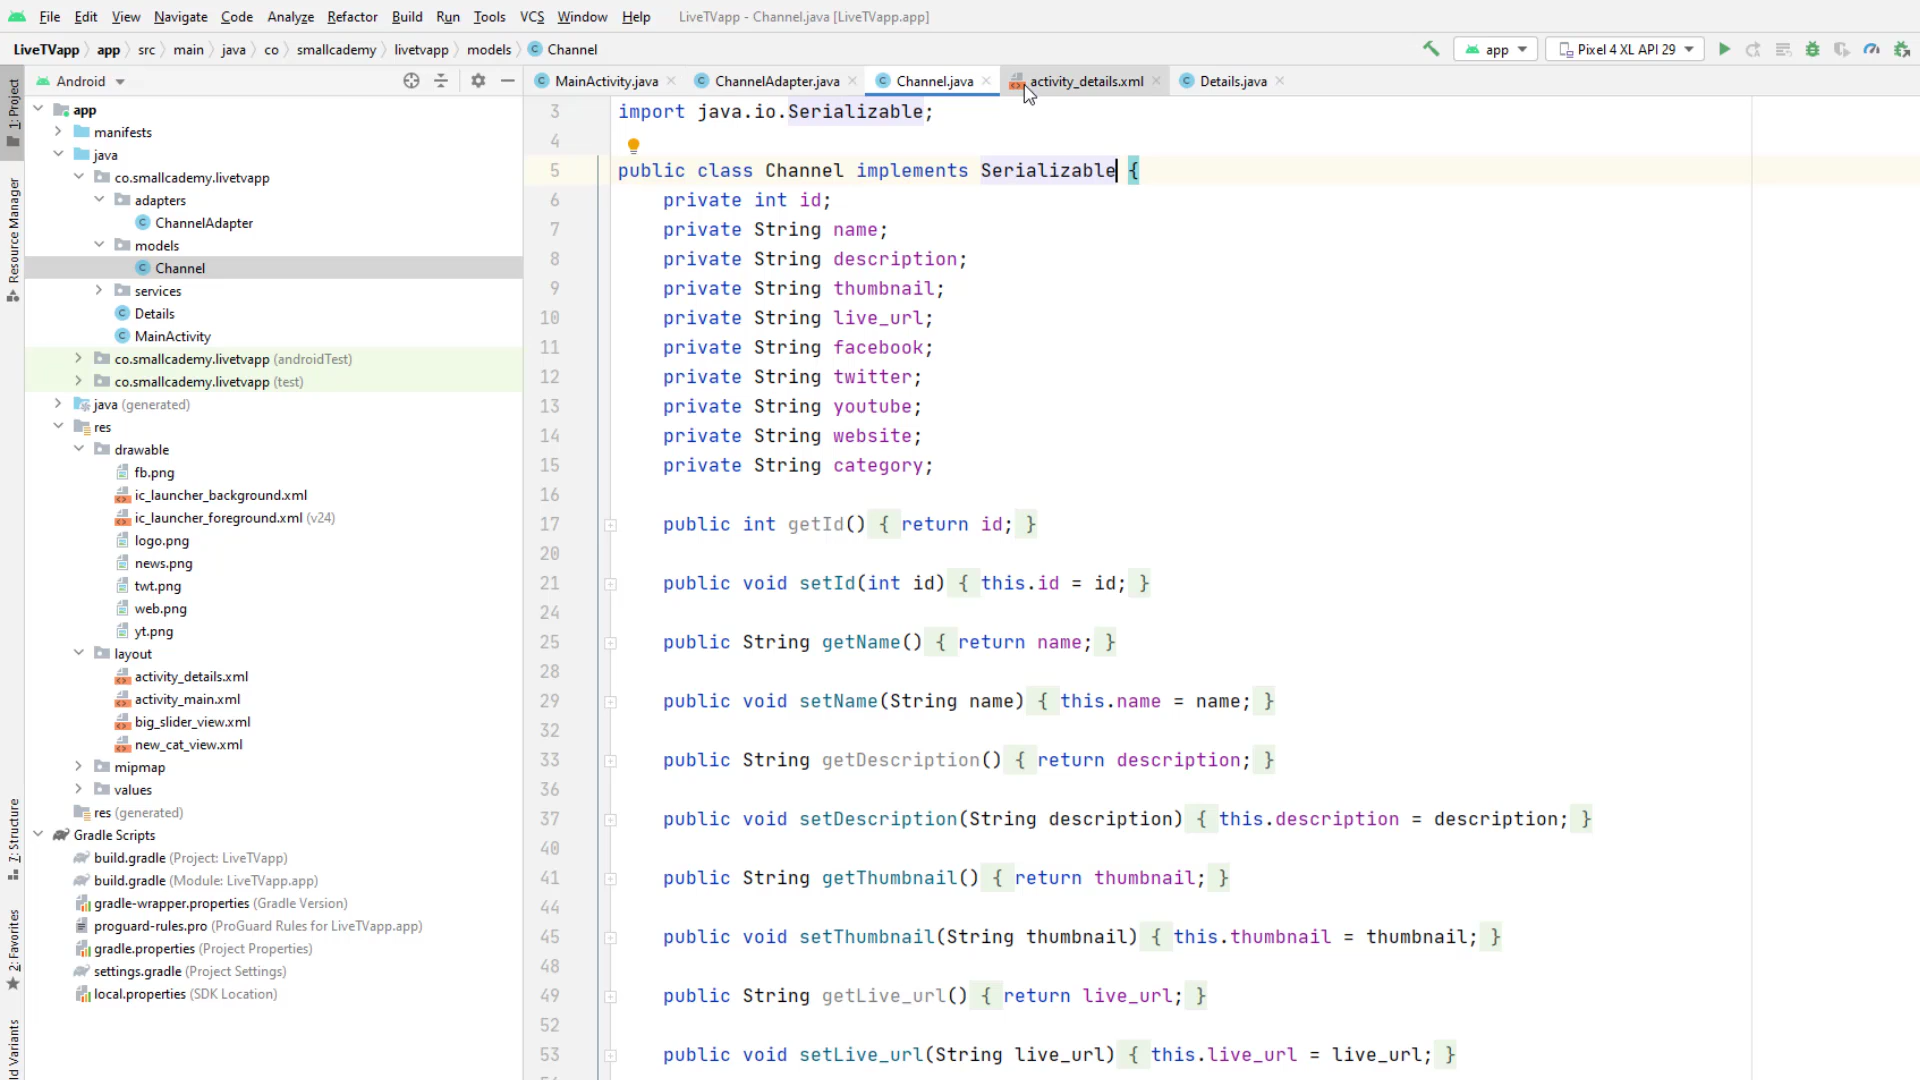 File Edit View Navigate Code Analyze Refactor Build Run Tools VCS Window Help LiveTVapp - Channel.java [LiveTVapp.app]
LiveTVapp app src main java co smallcademy livetvapp models C Channel app Pixel 4 XL API 29
Android
MainActivity.java ChannelAdapter.java Channel.java activity_details.xml Details.java
1: Project
Resource Manager
7: Structure
2: Favorites
ld Variants
app
manifests
java
co.smallcademy.livetvapp
adapters
ChannelAdapter
models
Channel
services
Details
MainActivity
co.smallcademy.livetvapp (androidTest)
co.smallcademy.livetvapp (test)
java (generated)
res
drawable
fb.png
ic_launcher_background.xml
ic_launcher_foreground.xml (v24)
logo.png
news.png
twt.png
web.png
yt.png
layout
activity_details.xml
activity_main.xml
big_slider_view.xml
new_cat_view.xml
mipmap
values
res (generated)
Gradle Scripts
build.gradle (Project: LiveTVapp)
build.gradle (Module: LiveTVapp.app)
gradle-wrapper.properties (Gradle Version)
proguard-rules.pro (ProGuard Rules for LiveTVapp.app)
gradle.properties (Project Properties)
settings.gradle (Project Settings)
local.properties (SDK Location)
3 import java.io.Serializable;
4
5 public class Channel implements Serializable {
6 private int id;
7 private String name;
8 private String description;
9 private String thumbnail;
10 private String live_url;
11 private String facebook;
12 private String twitter;
13 private String youtube;
14 private String website;
15 private String category;
16
17 public int getId() { return id; }
20
21 public void setId(int id) { this.id = id; }
24
25 public String getName() { return name; }
28
29 public void setName(String name) { this.name = name; }
32
33 public String getDescription() { return description; }
36
37 public void setDescription(String description) { this.description = description; }
40
41 public String getThumbnail() { return thumbnail; }
44
45 public void setThumbnail(String thumbnail) { this.thumbnail = thumbnail; }
48
49 public String getLive_url() { return live_url; }
52
53 public void setLive_url(String live_url) { this.live_url = live_url; }